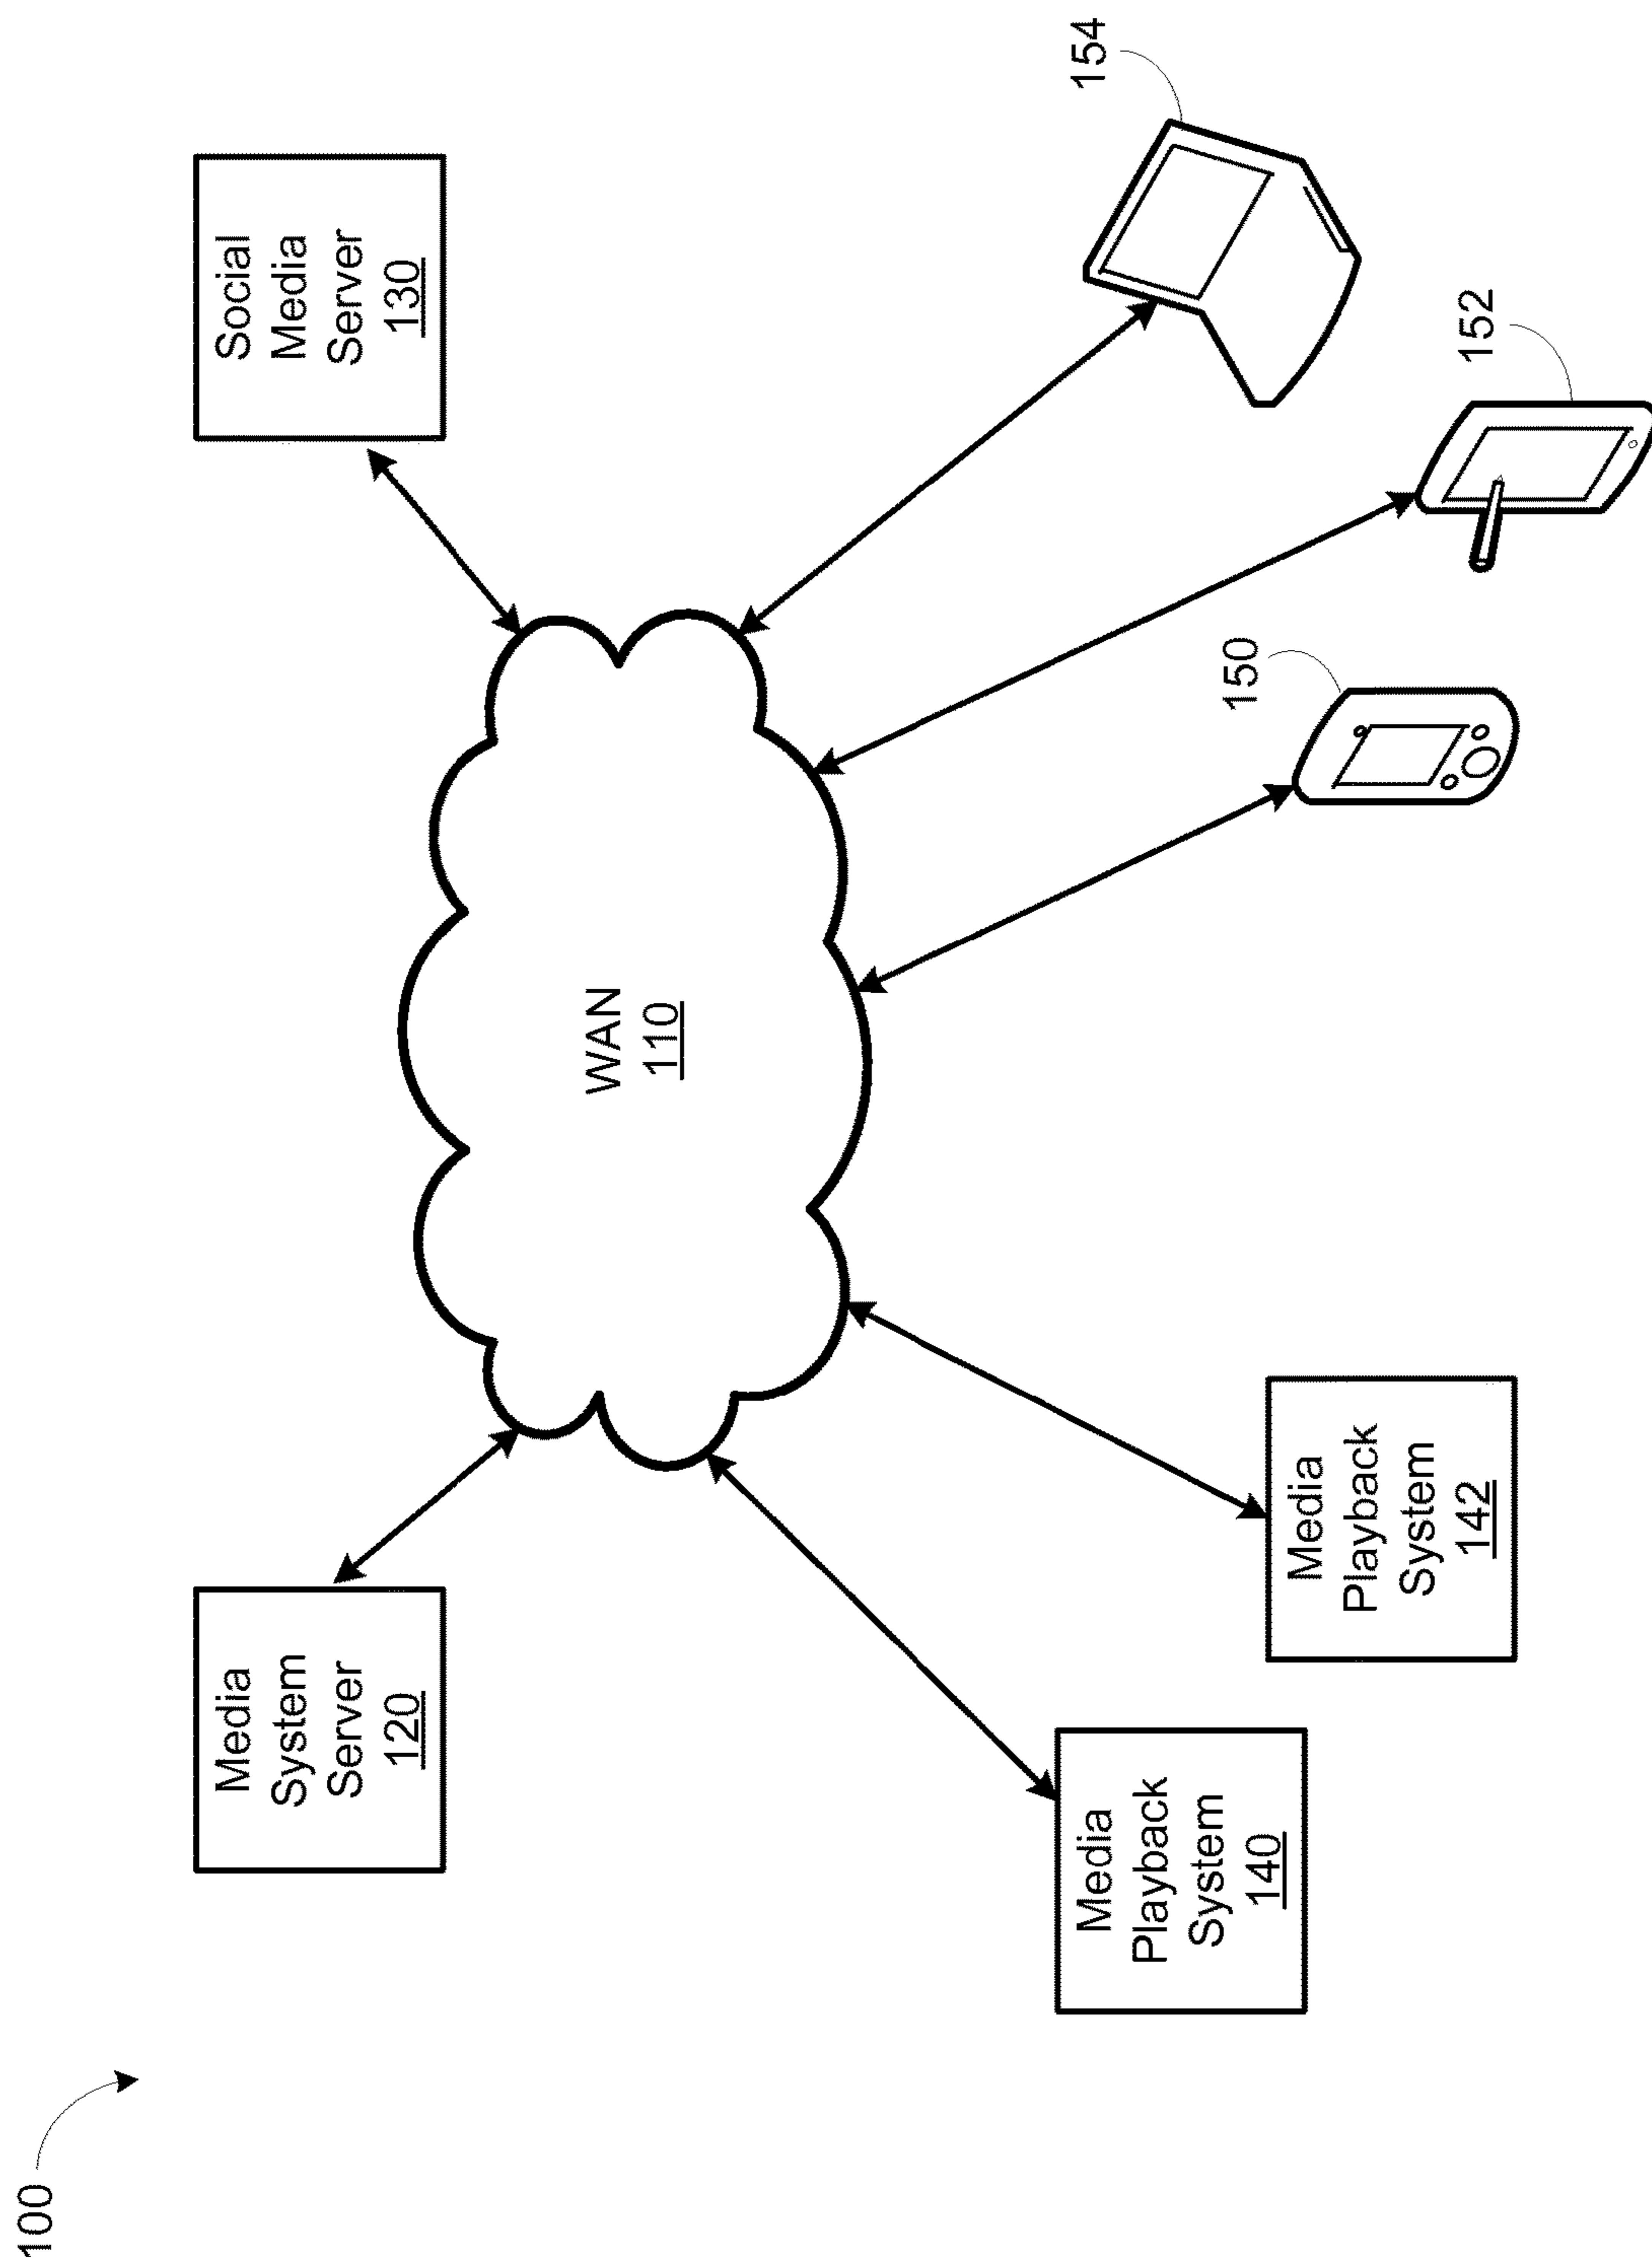 100
Media
System
Server
120
Social
Media
Server
130
WAN
110
Media
Playback
System
140
Media
Playback
System
142
150
152
154